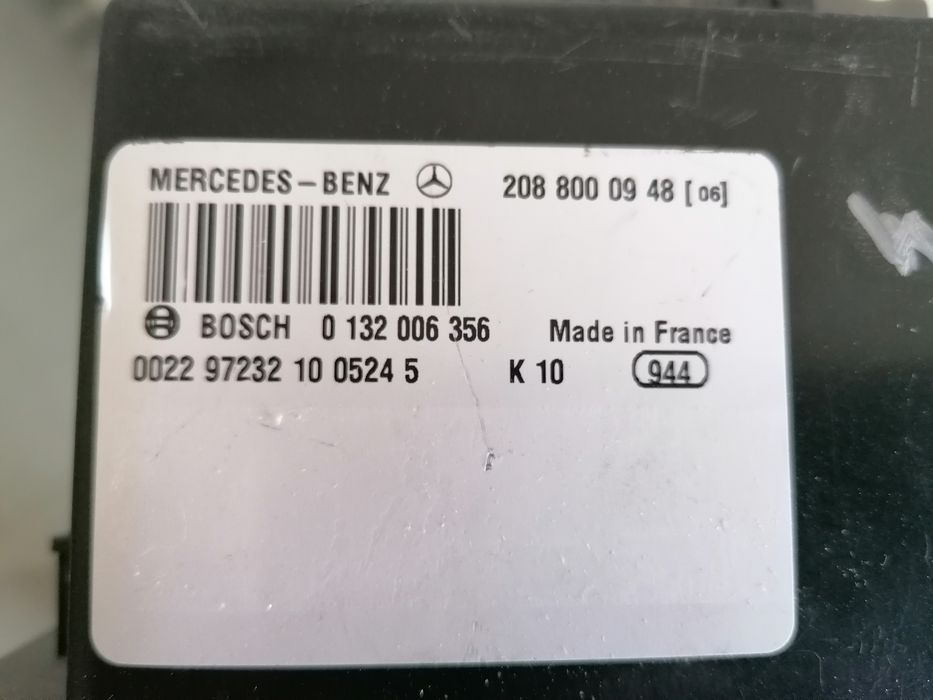 MERCEDES-BENZ 208 800 09 48 [06]
BOSCH 0 132 006 356 Made in France
0022 97232 10 0524 5 K 10 944